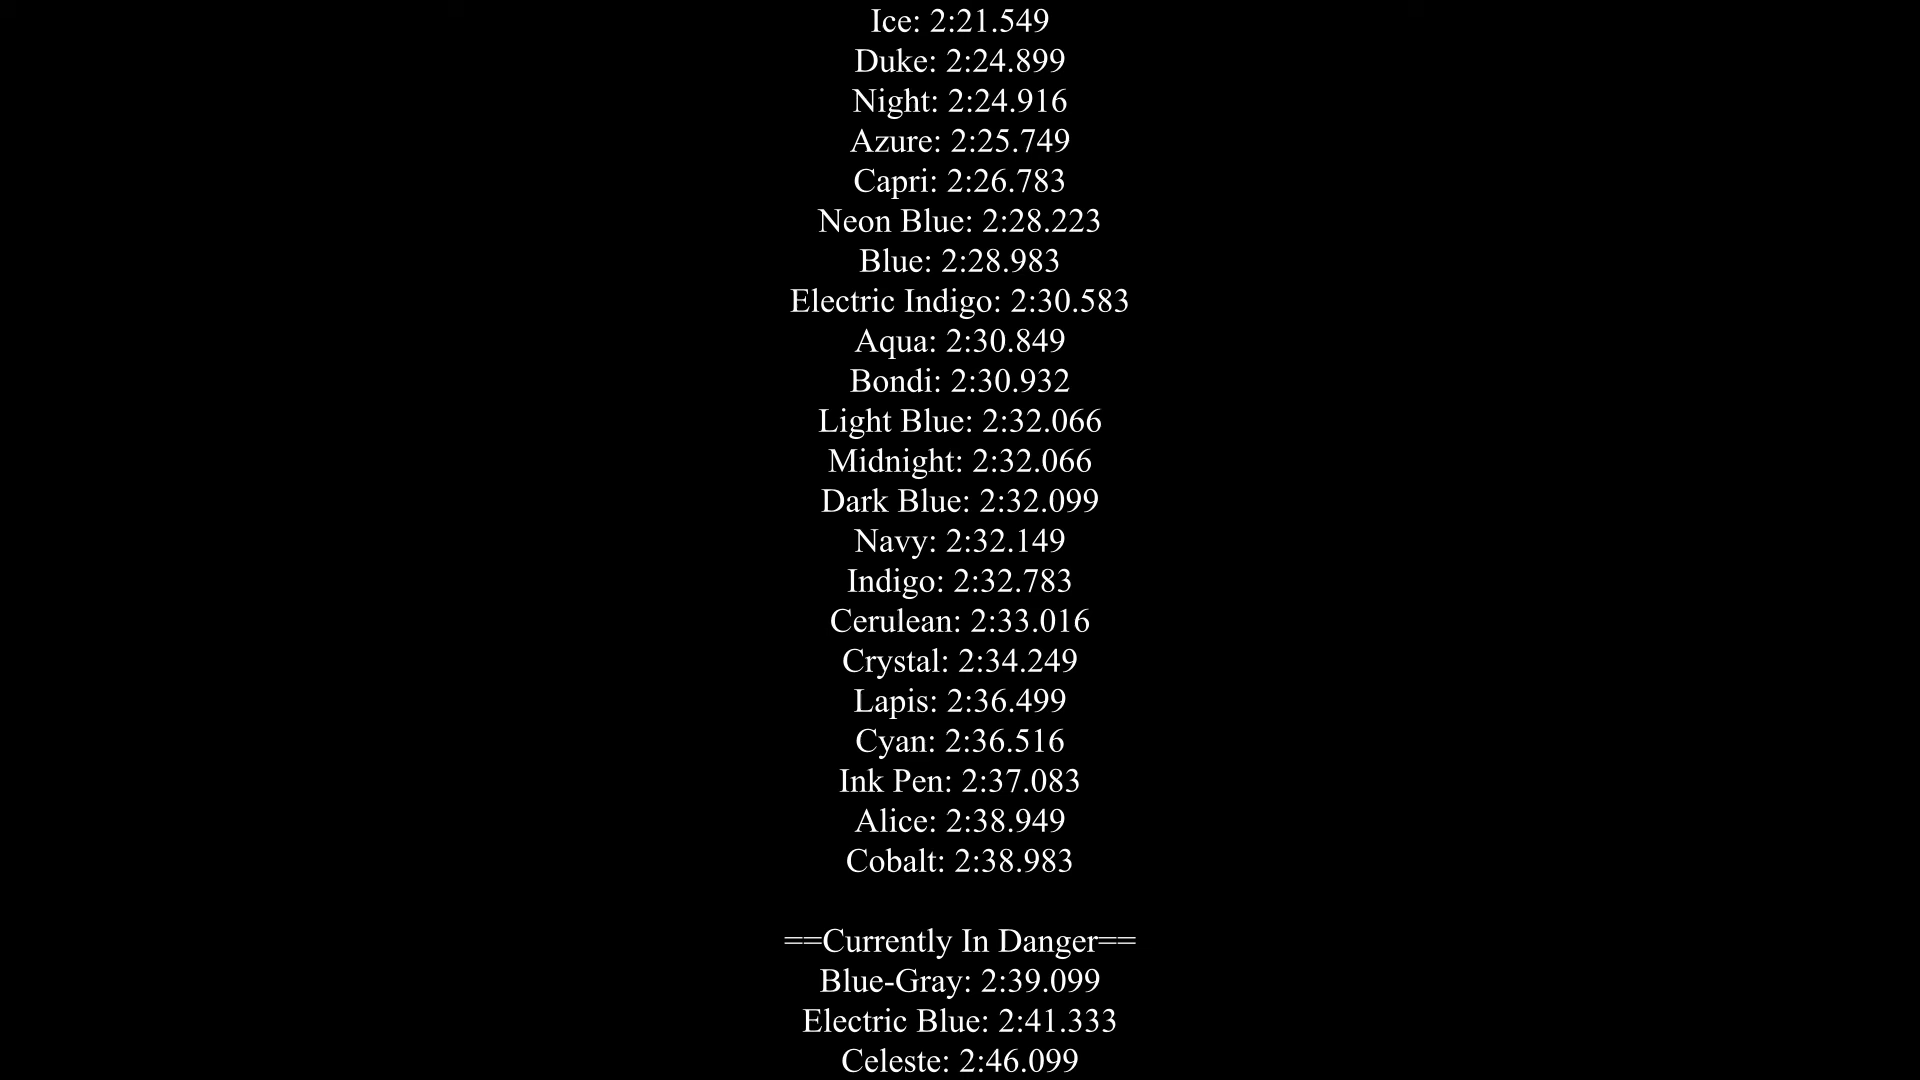 Ice: 2:21.549
Duke: 2:24.899
Night: 2:24.916
Azure: 2:25.749
Capri: 2:26.783
Neon Blue: 2:28.223
Blue: 2:28.983
Electric Indigo: 2:30.583
Aqua: 2:30.849
Bondi: 2:30.932
Light Blue: 2:32.066
Midnight: 2:32.066
Dark Blue: 2:32.099
Navy: 2:32.149
Indigo: 2:32.783
Cerulean: 2:33.016
Crystal: 2:34.249
Lapis: 2:36.499
Cyan: 2:36.516
Ink Pen: 2:37.083
Alice: 2:38.949
Cobalt: 2:38.983
==Currently In Danger==
Blue-Gray: 2:39.099
Electric Blue: 2:41.333
Celeste: 2:46.099